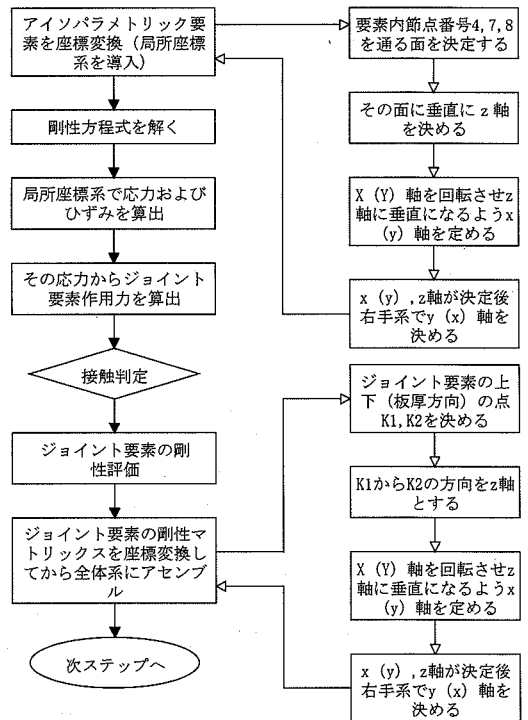 アイソパラメトリック要
素を座標変換（局所座標
系を導入）
剛性方程式を解く
局所座標系で応力および
ひずみを算出
その応力からジョイント
要素作用力を算出
接触判定
ジョイント要素の剛
性評価
ジョイント要素の剛性マ
トリックスを座標変換し
てから全体系にアセンブ
ル
次ステップへ
要素内節点番号4,7,8
を通る面を決定する
その面に垂直にz軸
を決める
X（Y）軸を回転させz
軸に垂直になるようx
（y）軸を定める
x（y）,z軸が決定後
右手系でy（x）軸を
決める
ジョイント要素の上
下（板厚方向）の点
K1,K2を決める
K1からK2の方向をz軸
とする
X（Y）軸を回転させz
軸に垂直になるようx
（y）軸を定める
x（y）,z軸が決定後
右手系でy（x）軸を
決める